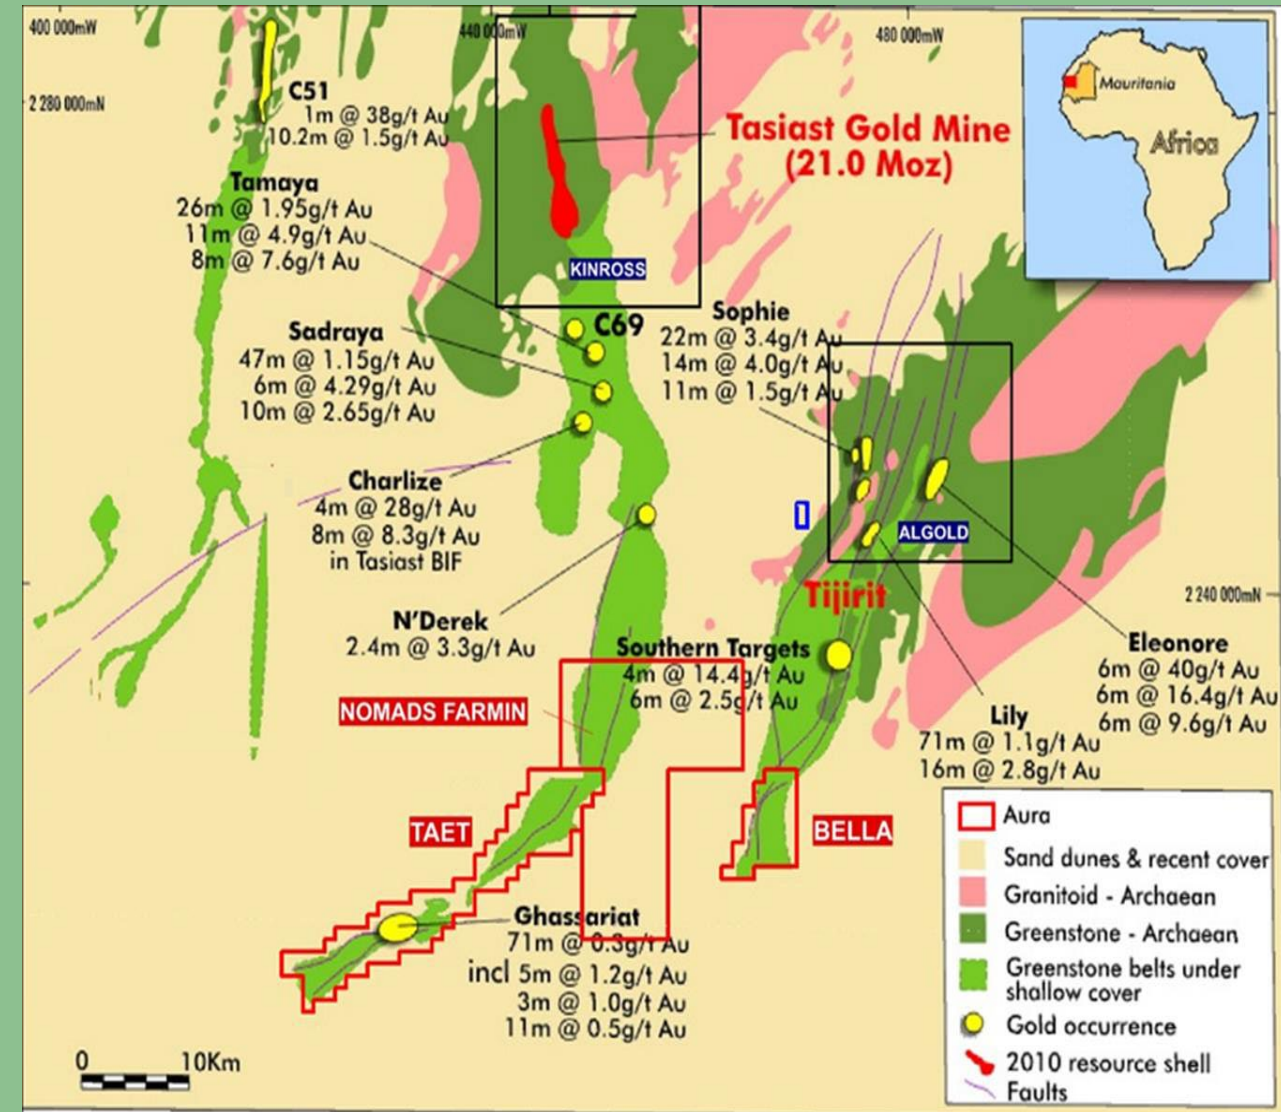 400 000mW
440 000mW
480 000mW
2 280 000mN
C51
1m @ 38g/t Au
10.2m @ 1.5g/t Au
Tasiast Gold Mine
(21.0 Moz)
Mauritania
Africa
Tamaya
26m @ 1.95g/t Au
11m @ 4.9g/t Au
8m @ 7.6g/t Au
KINROSS
C69
Sophie
22m @ 3.4g/t Au
14m @ 4.0g/t Au
11m @ 1.5g/t Au
Sadraya
47m @ 1.15g/t Au
6m @ 4.29g/t Au
10m @ 2.65g/t Au
Charlize
4m @ 28g/t Au
8m @ 8.3g/t Au
in Tasiast BIF
ALGOLD
Tijirit
2 240 000mN
N'Derek
2.4m @ 3.3g/t Au
Southern Targets
4m @ 14.4g/t Au
6m @ 2.5g/t Au
Eleonore
6m @ 40g/t Au
6m @ 16.4g/t Au
6m @ 9.6g/t Au
Lily
71m @ 1.1g/t Au
16m @ 2.8g/t Au
NOMADS FARMIN
TAET
BELLA
Ghassariat
71m @ 0.3g/t Au
incl 5m @ 1.2g/t Au
3m @ 1.0g/t Au
11m @ 0.5g/t Au
0 10Km
Aura
Sand dunes & recent cover
Granitoid - Archaean
Greenstone - Archaean
Greenstone belts under
shallow cover
Gold occurrence
2010 resource shell
Faults